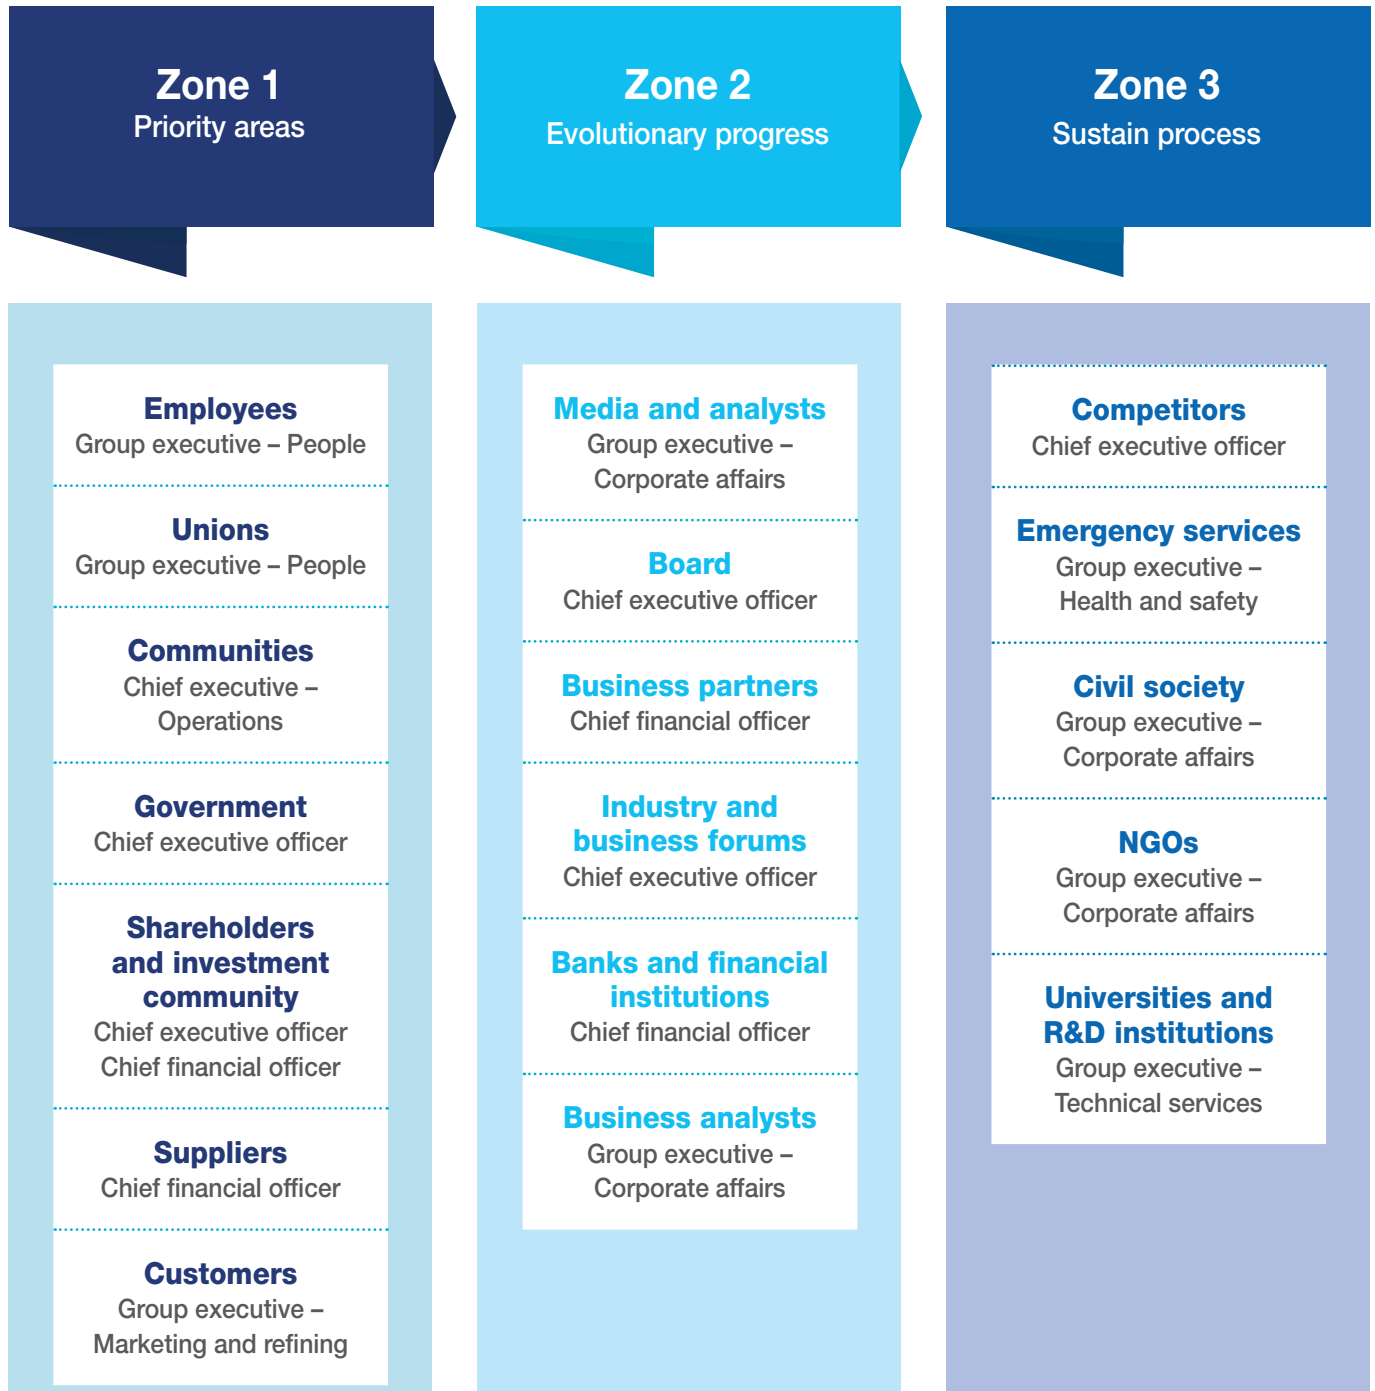 Zone 1
Priority areas
Employees
Group executive – People
Unions
Group executive – People
Communities
Chief executive –
Operations
Government
Chief executive officer
Shareholders
and investment
community
Chief executive officer
Chief financial officer
Suppliers
Chief financial officer
Customers
Group executive –
Marketing and refining
Zone 2
Evolutionary progress
Media and analysts
Group executive –
Corporate affairs
Board
Chief executive officer
Business partners
Chief financial officer
Industry and
business forums
Chief executive officer
Banks and financial
institutions
Chief financial officer
Business analysts
Group executive –
Corporate affairs
Zone 3
Sustain process
Competitors
Chief executive officer
Emergency services
Group executive –
Health and safety
Civil society
Group executive –
Corporate affairs
NGOs
Group executive –
Corporate affairs
Universities and
R&D institutions
Group executive –
Technical services